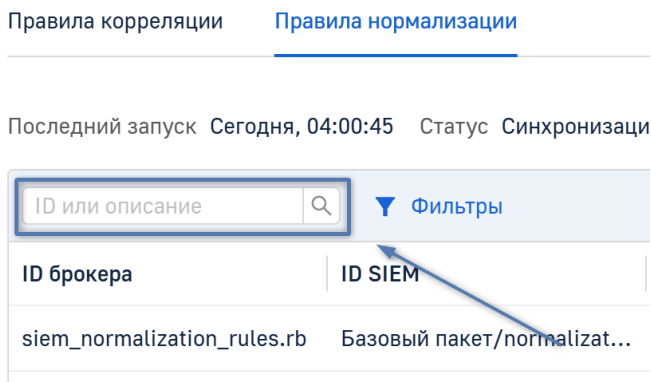 Правила корреляции Правила нормализации
Последний запуск Сегодня, 04:00:45 Статус Синхронизаци
ID или описание Фильтры
ID брокера ID SIEM
siem_normalization_rules.rb Базовый пакет/normalizat...